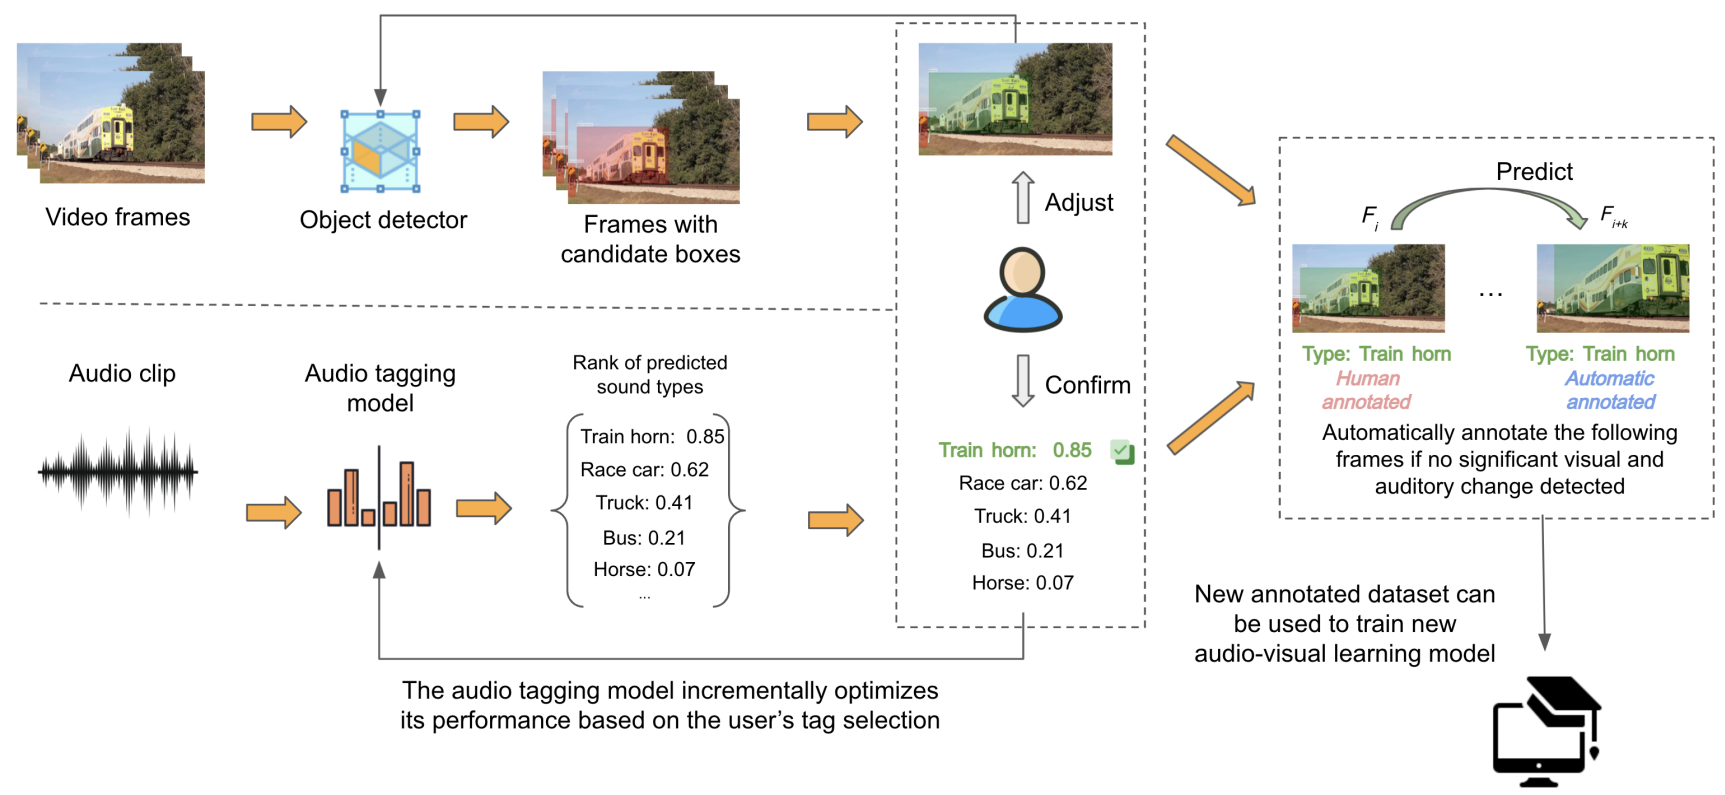 Video frames
Object detector
Frames with
candidate boxes
Adjust
Predict
Fi
Fi+k
...
Type: Train horn
Human
annotated
Type: Train horn
Automatic
annotated
Automatically annotate the following
frames if no significant visual and
auditory change detected
Audio clip
Audio tagging
model
Rank of predicted
sound types
Train horn: 0.85
Race car: 0.62
Truck: 0.41
Bus: 0.21
Horse: 0.07
...
Confirm
Train horn: 0.85
Race car: 0.62
Truck: 0.41
Bus: 0.21
Horse: 0.07
The audio tagging model incrementally optimizes
its performance based on the user's tag selection
New annotated dataset can
be used to train new
audio-visual learning model